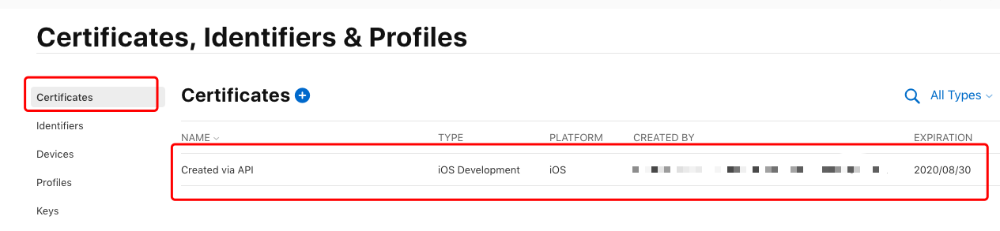 Certificates, Identifiers & Profiles
Certificates
Identifiers
Devices
Profiles
Keys
Certificates
All Types
NAME TYPE PLATFORM CREATED BY EXPIRATION
Created via API iOS Development iOS 2020/08/30